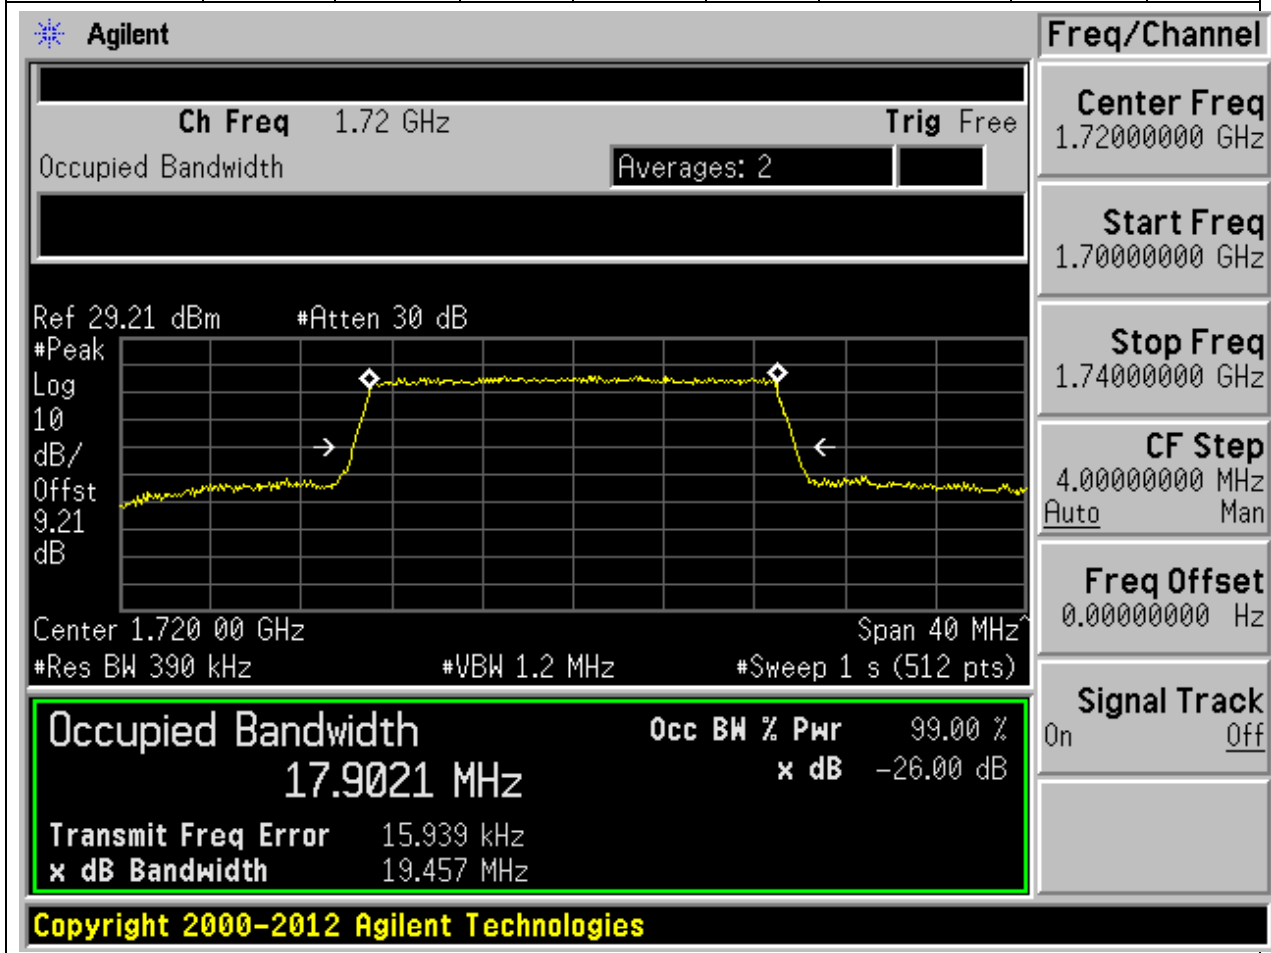 Agilent
Freq/Channel
Ch Freq 1.72 GHz
Trig Free
Occupied Bandwidth
Averages: 2
Center Freq
1.72000000 GHz
Start Freq
1.70000000 GHz
Stop Freq
1.74000000 GHz
CF Step
4.00000000 MHz
Auto Man
Freq Offset
0.00000000 Hz
Signal Track
On Off
Ref 29.21 dBm #Atten 30 dB
#Peak
Log
10
dB/
Offst
9.21
dB
Center 1.720 00 GHz Span 40 MHz^
#Res BW 390 kHz #VBW 1.2 MHz #Sweep 1 s (512 pts)
Occupied Bandwidth
17.9021 MHz
Occ BW % Pwr 99.00 %
x dB -26.00 dB
Transmit Freq Error 15.939 kHz
x dB Bandwidth 19.457 MHz
Copyright 2000-2012 Agilent Technologies